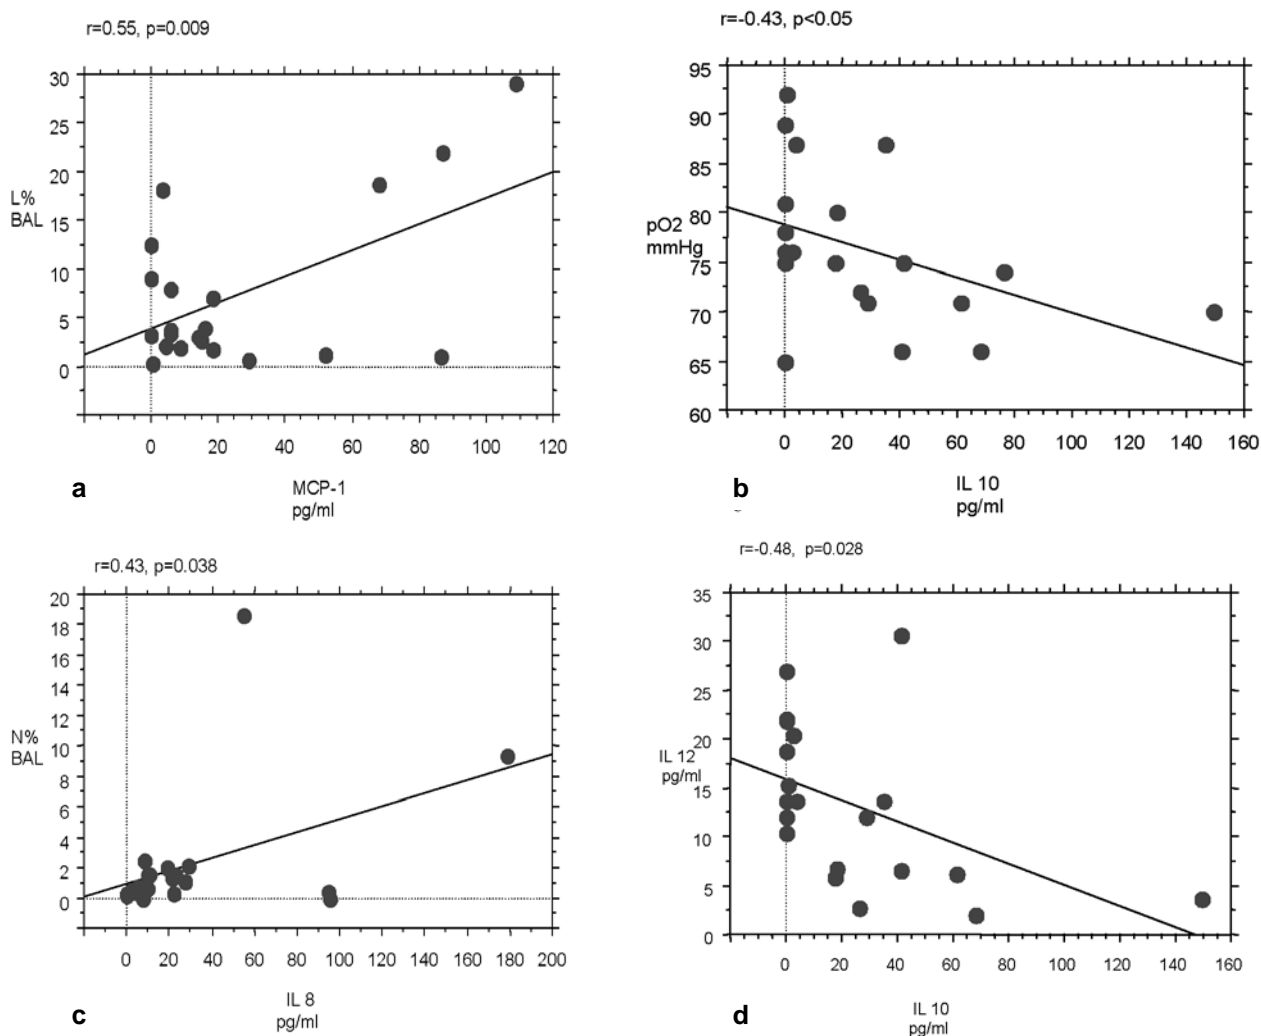 r=0.55, p=0.009
30
25
20
15
10
5
0
L%
BAL
0 20 40 60 80 100 120
a
MCP-1
pg/ml
r=-0.43, p<0.05
95
90
85
80
75
70
65
60
pO2
mmHg
0 20 40 60 80 100 120 140 160
b
IL 10
pg/ml
r=0.43, p=0.038
20
18
16
14
12
10
8
6
4
2
0
N%
BAL
0 20 40 60 80 100 120 140 160 180 200
c
IL 8
pg/ml
r=-0.48, p=0.028
35
30
25
20
15
10
5
0
IL 12
pg/ml
0 20 40 60 80 100 120 140 160
d
IL 10
pg/ml